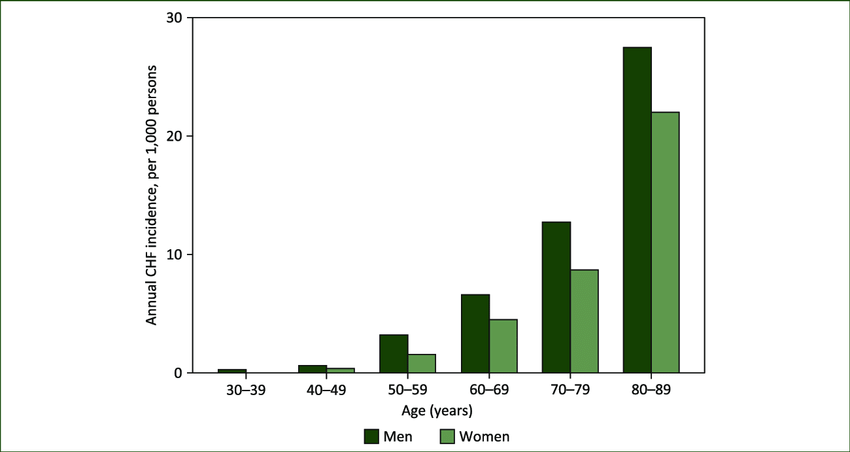 Annual CHF incidence, per 1,000 persons
30
20
10
0
30–39 40–49 50–59 60–69 70–79 80–89
Age (years)
Men Women